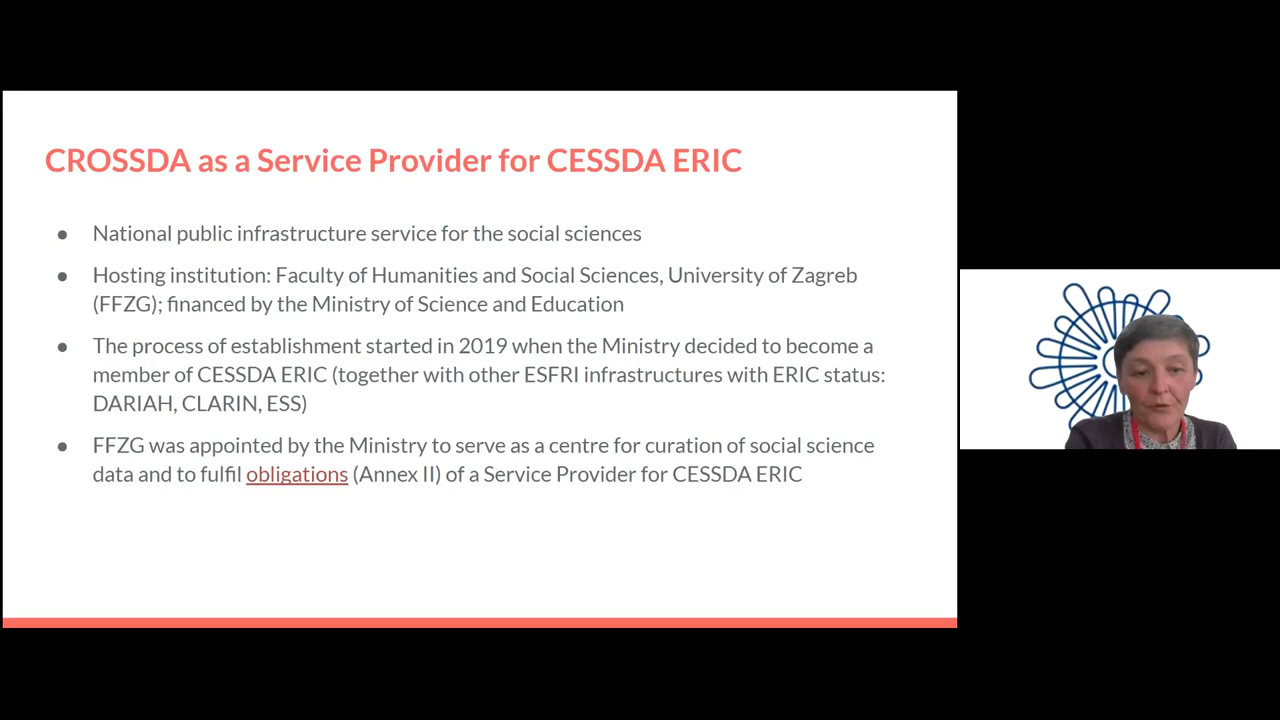 CROSSDA as a Service Provider for CESSDA ERIC
● National public infrastructure service for the social sciences
● Hosting institution: Faculty of Humanities and Social Sciences, University of Zagreb
(FFZG); financed by the Ministry of Science and Education
● The process of establishment started in 2019 when the Ministry decided to become a
member of CESSDA ERIC (together with other ESFRI infrastructures with ERIC status:
DARIAH, CLARIN, ESS)
● FFZG was appointed by the Ministry to serve as a centre for curation of social science
data and to fulfil obligations (Annex II) of a Service Provider for CESSDA ERIC